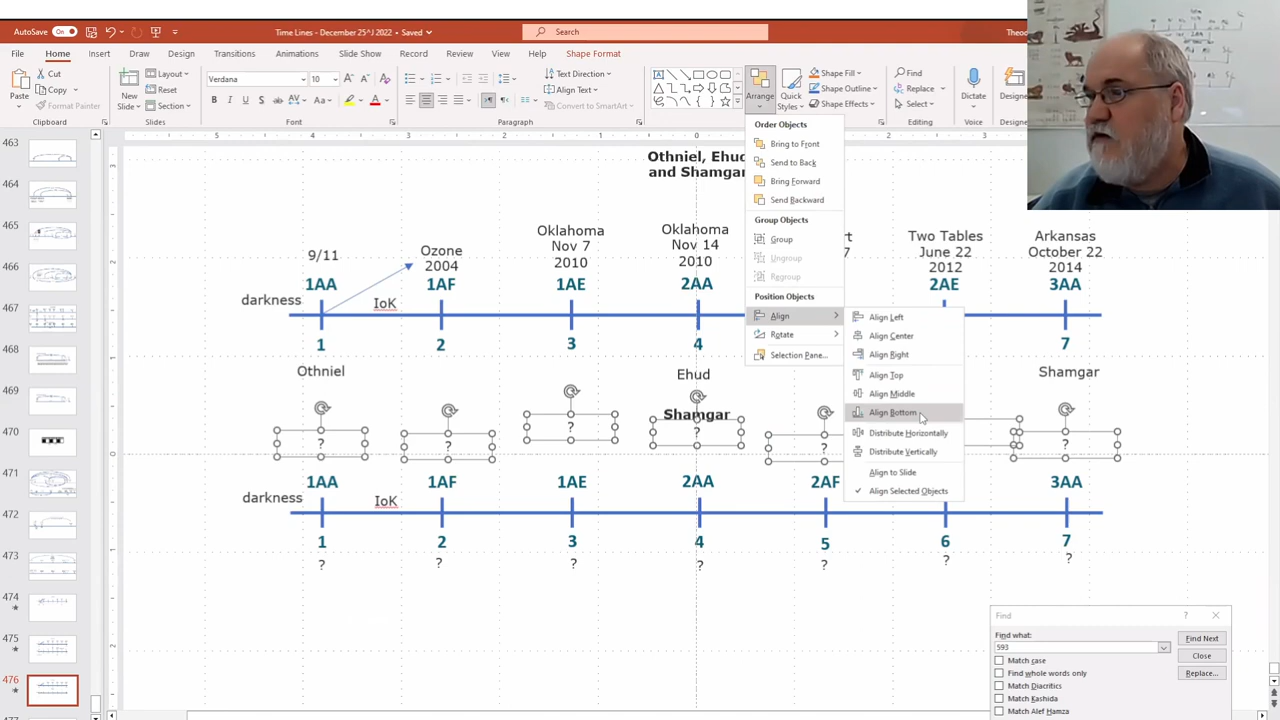 AutoSave On Time Lines - December 25^J 2022 • Saved Search Theod
File Home Insert Draw Design Transitions Animations Slide Show Record Review View Help Shape Format
Paste Cut Copy Format Painter Clipboard
New Slide Layout Reset Section Slides
Verdana 10 B I U S Font
Text Direction Align Text Convert to SmartArt Paragraph
Arrange Quick Styles Shape Fill Shape Outline Shape Effects
Find Replace Select Editing
Dictate Voice
Designe Designe
Order Objects
Bring to Front
Send to Back
Bring Forward
Send Backward
Group Objects
Group
Ungroup
Regroup
Position Objects
Align
Rotate
Selection Pane...
Align Left
Align Center
Align Right
Align Top
Align Middle
Align Bottom
Distribute Horizontally
Distribute Vertically
Align to Slide
Align Selected Objects
463
464
465
466
467
468
469
470
471
472
473
474
475
476
Othniel, Ehud
and Shamgar
9/11
Ozone
2004
Oklahoma
Nov 7
2010
Oklahoma
Nov 14
2010
rt
Two Tables
June 22
2012
Arkansas
October 22
2014
1AA 1AF 1AE 2AA 2AE 3AA
darkness IoK
1 2 3 4 7
Othniel Ehud Shamgar
Shamgar
? ? ? ? ? ?
1AA 1AF 1AE 2AA 2AF 3AA
darkness IoK
1 2 3 4 5 6 7
? ? ? ? ? ? ?
Find ? ×
Find what:
593
Find Next
Close
Replace...
Match case
Find whole words only
Match Diacritics
Match Kashida
Match Alef Hamza